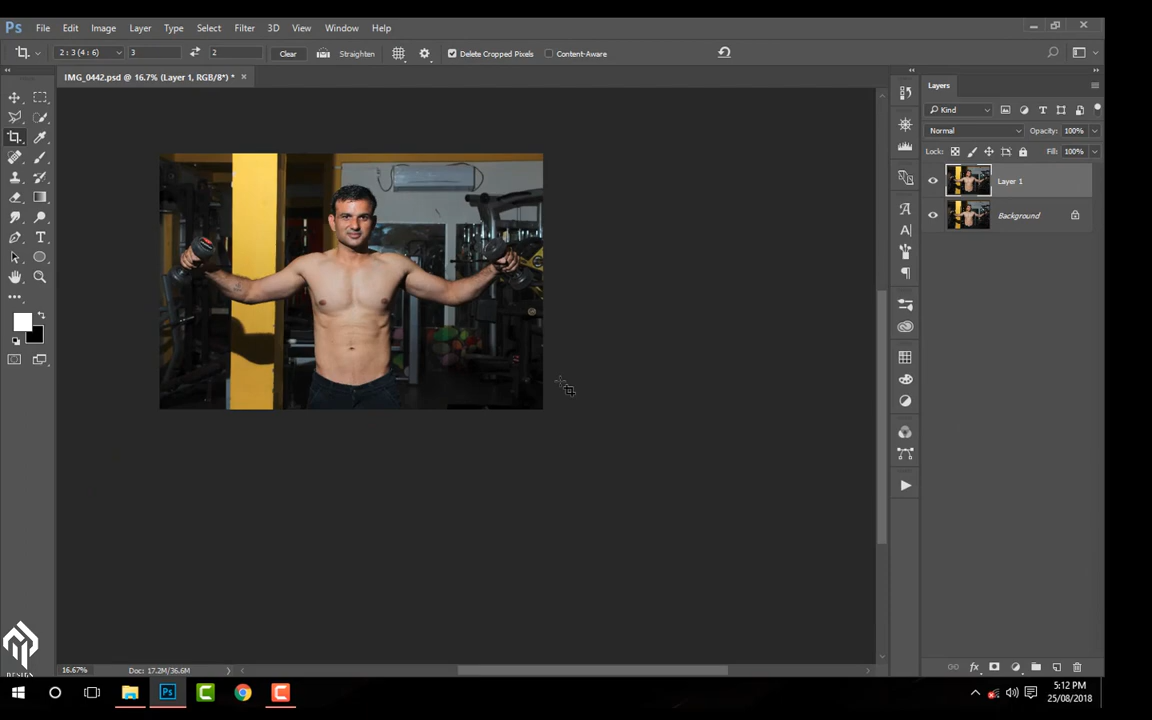 Ps File Edit Image Layer Type Select Filter 3D View Window Help
2 : 3 (4 : 6) 3 2 Clear Straighten Delete Cropped Pixels Content-Aware
IMG_0442.psd @ 16.7% (Layer 1, RGB/8*) * ×
Layers
Kind
Normal Opacity: 100%
Lock: Fill: 100%
Layer 1
Background
16.67% Doc: 17.2M/36.6M
Ps
5:12 PM
25/08/2018